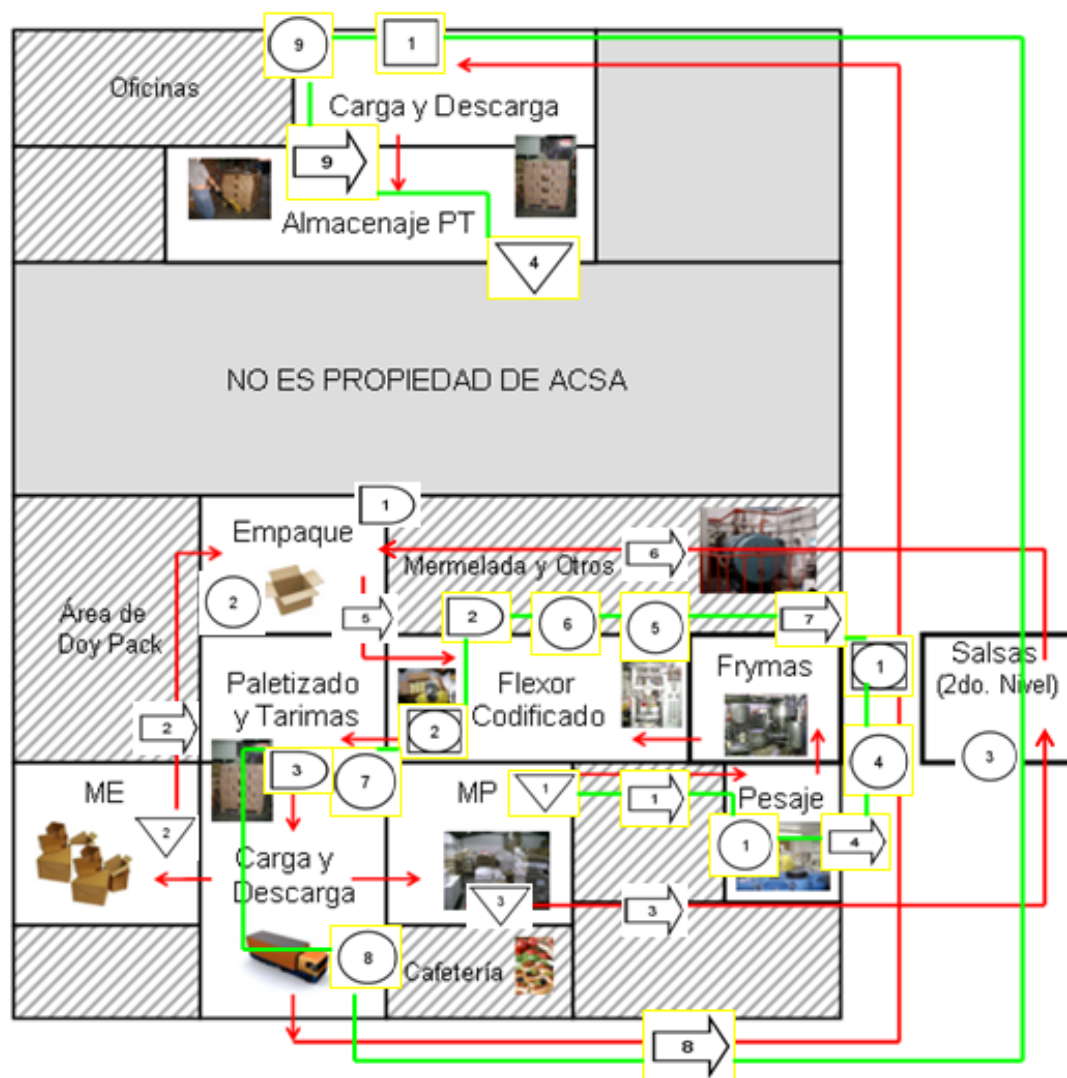 9
1
Oficinas
Carga y Descarga
9
Almacenaje PT
4
NO ES PROPIEDAD DE ACSA
1
Empaque
6
Mermelada y Otros
2
5
2
6
5
7
Área de
Doy Pack
Paletizado
y Tarimas
Flexor
Codificado
Frymas
1
Salsas
(2do. Nivel)
2
2
3
7
4
3
ME
MP
1
1
Pesaje
2
1
4
Carga y
Descarga
3
3
8
Cafetería
8